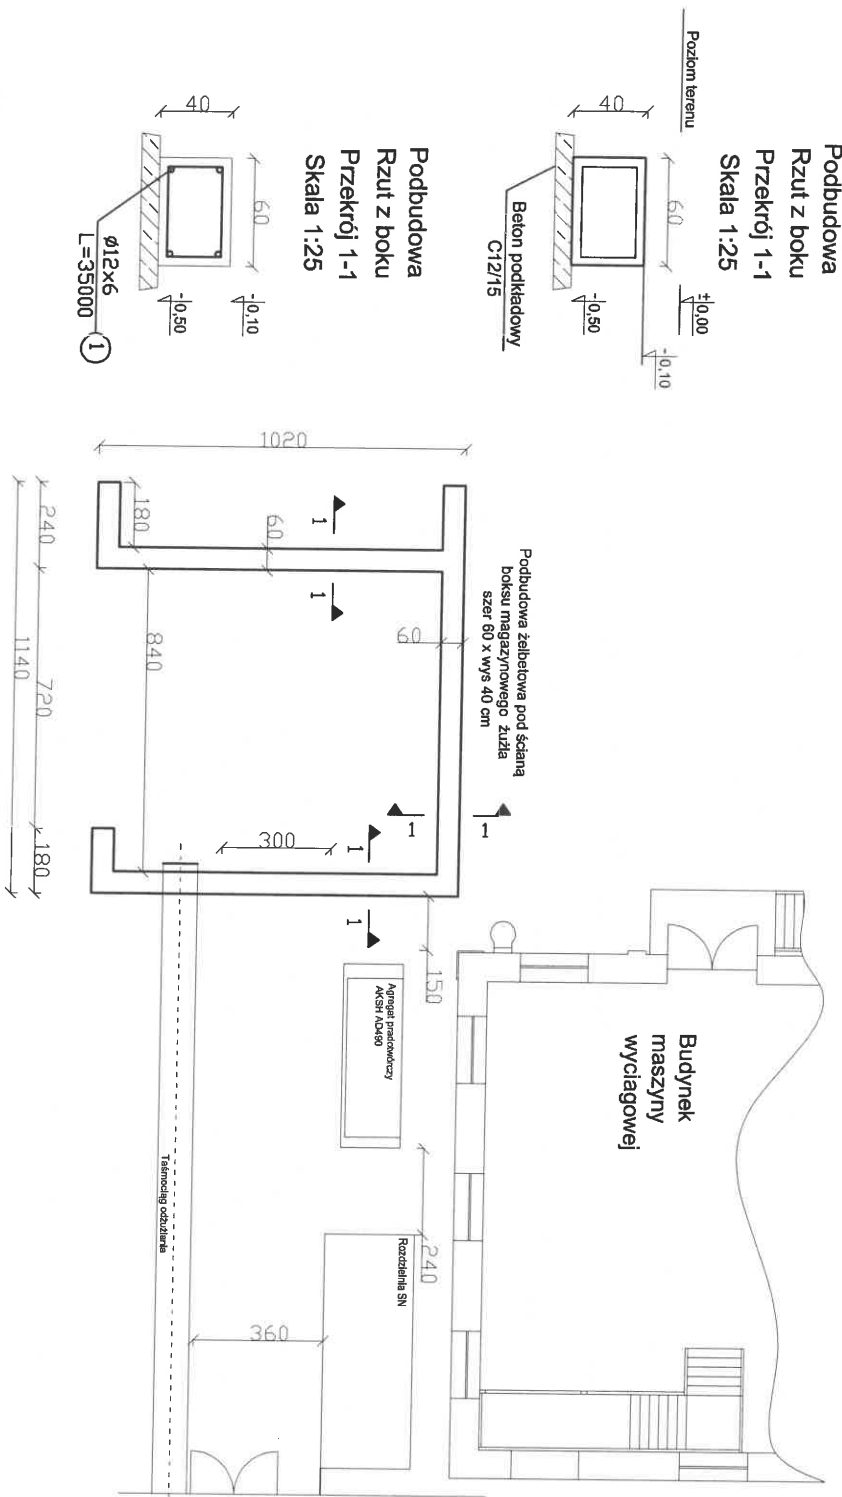 Podbudowa
Rzut z boku
Przekrój 1-1
Skala 1:25
Poziom terenu
40
60
±0,00
-0,10
-0,50
Beton podkładowy
C12/15
Podbudowa
Rzut z boku
Przekrój 1-1
Skala 1:25
40
60
-0,10
-0,50
ø12x6
L=35000
1
Podbudowa żelbetowa pod ścianą
boksu magazynowego żużla
szer 60 x wys 40 cm
1020
180
60
60
840
300
240
720
180
1140
1
1
1
1
1
1
150
240
360
Agregat prądotwórczy
AKSH AD490
Rozdzielnia SN
Taśmociąg odżużlania
Budynek
maszyny
wyciagowej